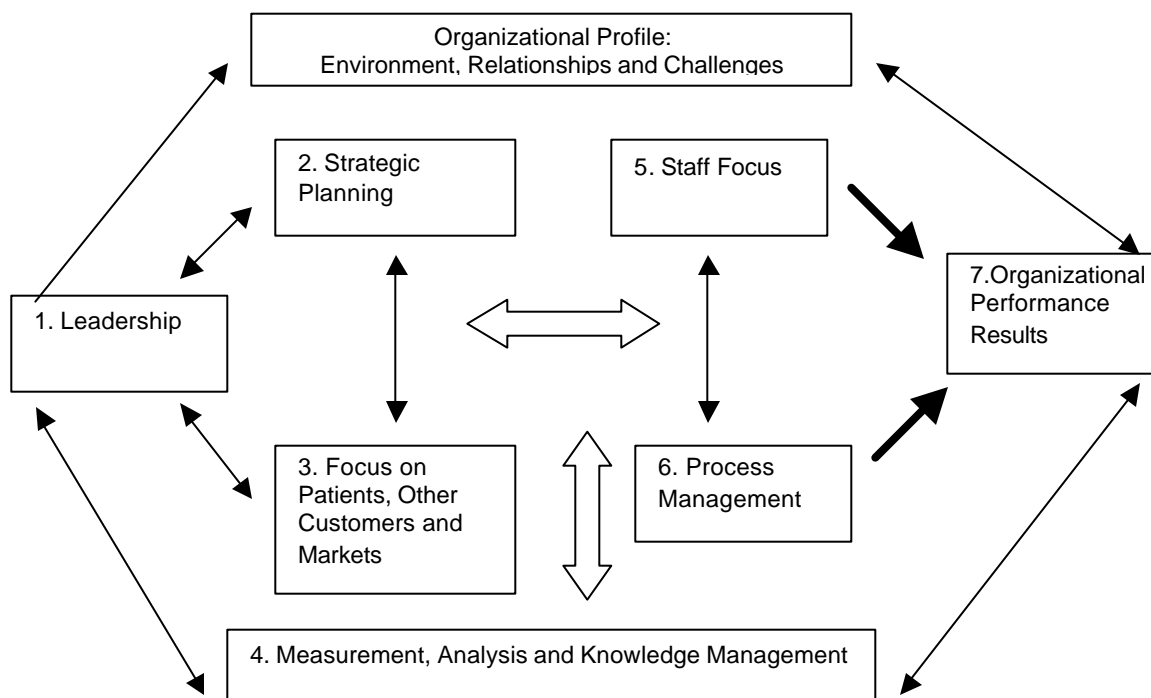 Organizational Profile:
Environment, Relationships and Challenges
2. Strategic
Planning
5. Staff Focus
1. Leadership
7.Organizational
Performance
Results
3. Focus on
Patients, Other
Customers and
Markets
6. Process
Management
4. Measurement, Analysis and Knowledge Management